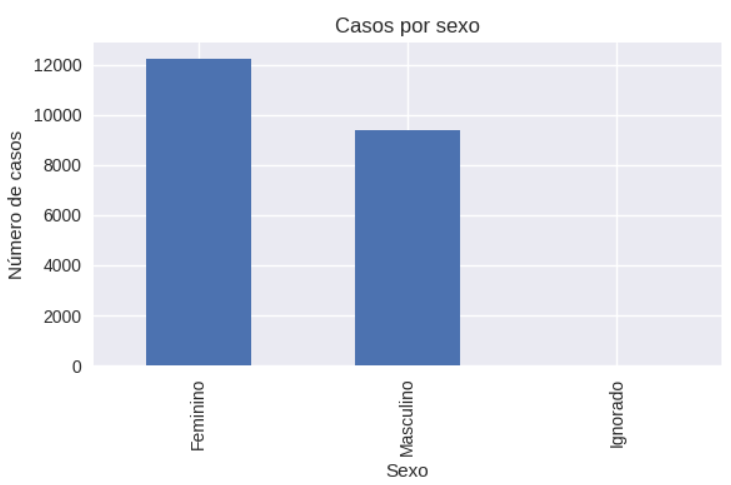 Casos por sexo
Número de casos
12000
10000
8000
6000
4000
2000
0
Feminino
Masculino
Ignorado
Sexo